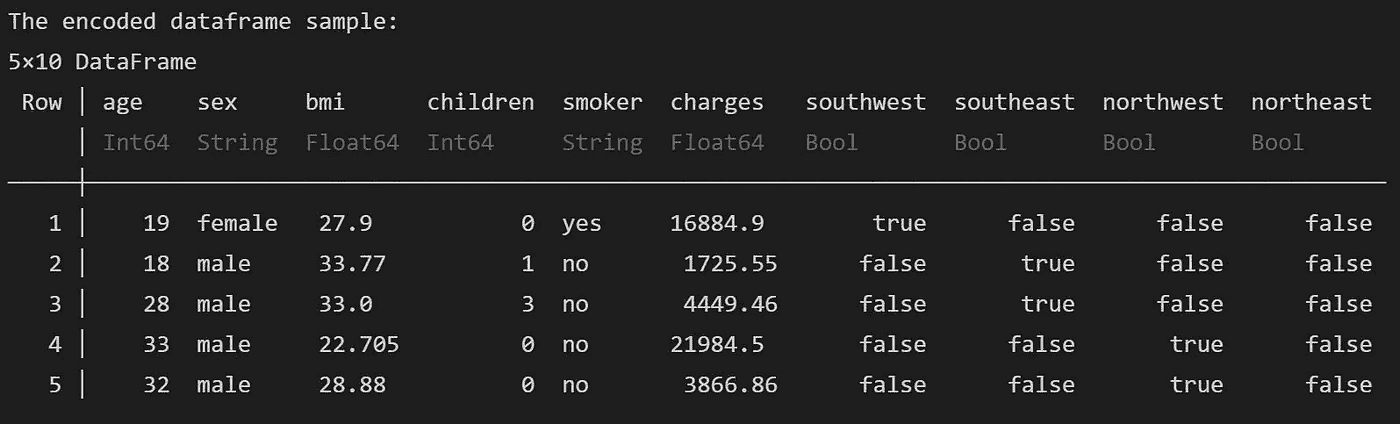 The encoded dataframe sample:
5×10 DataFrame
Row │ age sex bmi children smoker charges southwest southeast northwest northeast
│ Int64 String Float64 Int64 String Float64 Bool Bool Bool Bool
1 │ 19 female 27.9 0 yes 16884.9 true false false false
2 │ 18 male 33.77 1 no 1725.55 false true false false
3 │ 28 male 33.0 3 no 4449.46 false true false false
4 │ 33 male 22.705 0 no 21984.5 false false true false
5 │ 32 male 28.88 0 no 3866.86 false false true false